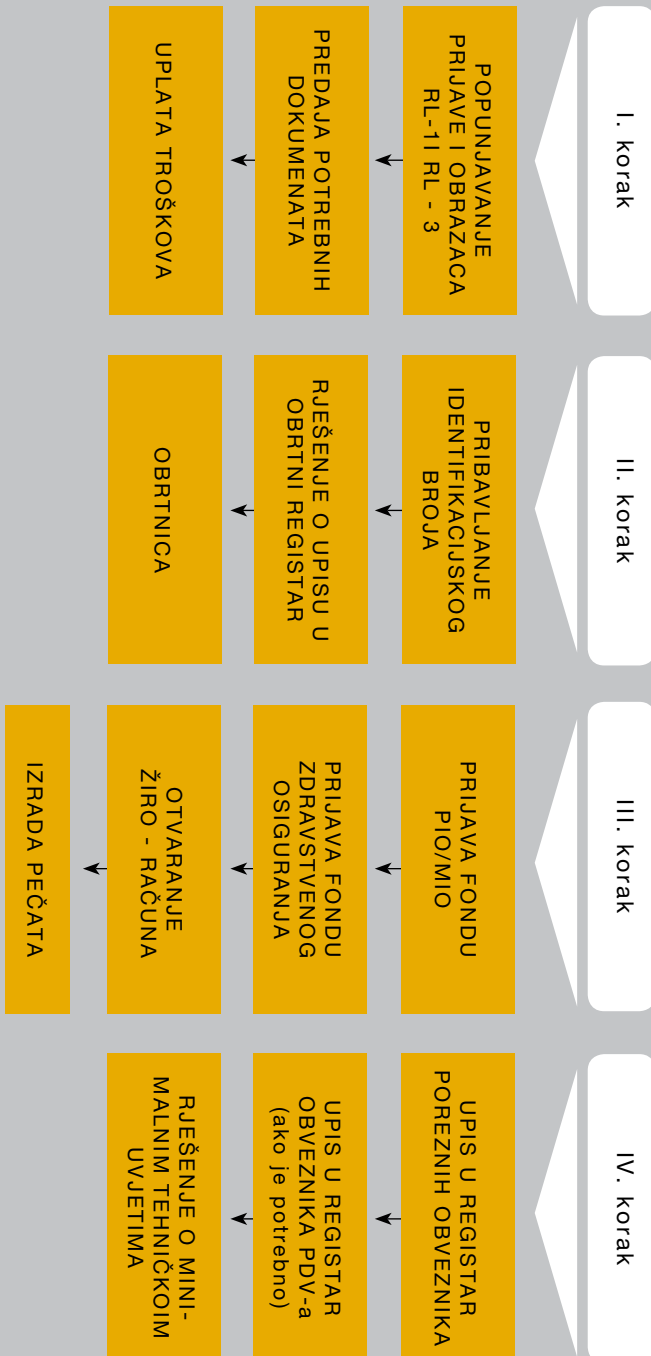 I. korak
POPUNJAVANJE
PRIJAVE I OBRAZACA
RL-1I RL - 3
PREDAJA POTREBNIH
DOKUMENATA
UPLATA TROŠKOVA
II. korak
PRIBAVLJANJE
IDENTIFIKACIJSKOG
BROJA
RJEŠENJE O UPISU U
OBRTNI REGISTAR
OBRTNICA
III. korak
PRIJAVA FONDU
PIO/MIO
PRIJAVA FONDU
ZDRAVSTVENOG
OSIGURANJA
OTVARANJE
ŽIRO - RAČUNA
IZRADA PEČATA
IV. korak
UPIS U REGISTAR
POREZNIH OBVEZNIKA
UPIS U REGISTAR
OBVEZNIKA PDV-a
(ako je potrebno)
RJEŠENJE O MINI-
MALNIM TEHNIČKOIM
UVJETIMA